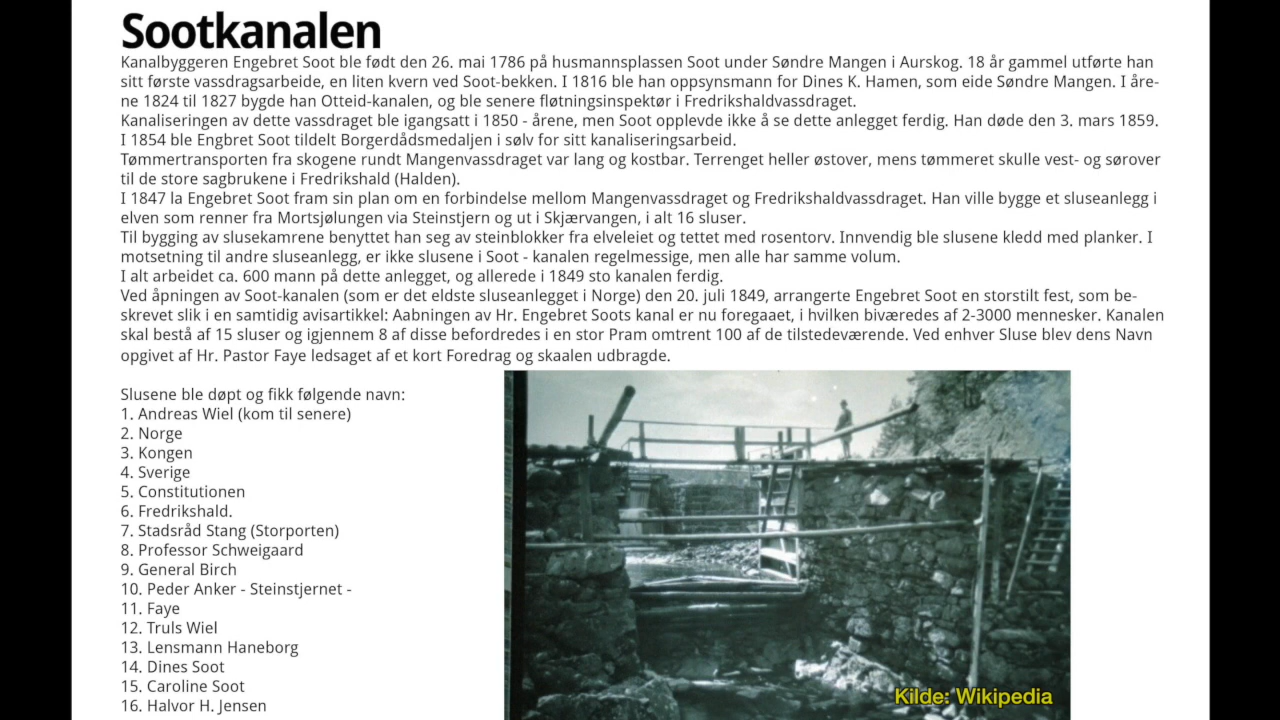 Sootkanalen
Kanalbyggeren Engebret Soot ble født den 26. mai 1786 på husmannsplassen Soot under Søndre Mangen i Aurskog. 18 år gammel utførte han
sitt første vassdragsarbeide, en liten kvern ved Soot-bekken. I 1816 ble han oppsynsmann for Dines K. Hamen, som eide Søndre Mangen. I åre-
ne 1824 til 1827 bygde han Otteid-kanalen, og ble senere fløtningsinspektør i Fredrikshaldvassdraget.
Kanaliseringen av dette vassdraget ble igangsatt i 1850 - årene, men Soot opplevde ikke å se dette anlegget ferdig. Han døde den 3. mars 1859.
I 1854 ble Engbret Soot tildelt Borgerdådsmedaljen i sølv for sitt kanaliseringsarbeid.
Tømmertransporten fra skogene rundt Mangenvassdraget var lang og kostbar. Terrenget heller østover, mens tømmeret skulle vest- og sørover
til de store sagbrukene i Fredrikshald (Halden).
I 1847 la Engebret Soot fram sin plan om en forbindelse mellom Mangenvassdraget og Fredrikshaldvassdraget. Han ville bygge et sluseanlegg i
elven som renner fra Mortsjølungen via Steinstjern og ut i Skjærvangen, i alt 16 sluser.
Til bygging av slusekamrene benyttet han seg av steinblokker fra elveleiet og tettet med rosentorv. Innvendig ble slusene kledd med planker. I
motsetning til andre sluseanlegg, er ikke slusene i Soot - kanalen regelmessige, men alle har samme volum.
I alt arbeidet ca. 600 mann på dette anlegget, og allerede i 1849 sto kanalen ferdig.
Ved åpningen av Soot-kanalen (som er det eldste sluseanlegget i Norge) den 20. juli 1849, arrangerte Engebret Soot en storstilt fest, som be-
skrevet slik i en samtidig avisartikkel: Aabningen av Hr. Engebret Soots kanal er nu foregaaet, i hvilken biværedes af 2-3000 mennesker. Kanalen
skal bestå af 15 sluser og igjennem 8 af disse befordredes i en stor Pram omtrent 100 af de tilstedeværende. Ved enhver Sluse blev dens Navn
opgivet af Hr. Pastor Faye ledsaget af et kort Foredrag og skaalen udbragde.
Slusene ble døpt og fikk følgende navn:
1. Andreas Wiel (kom til senere)
2. Norge
3. Kongen
4. Sverige
5. Constitutionen
6. Fredrikshald.
7. Stadsråd Stang (Storporten)
8. Professor Schweigaard
9. General Birch
10. Peder Anker - Steinstjernet -
11. Faye
12. Truls Wiel
13. Lensmann Haneborg
14. Dines Soot
15. Caroline Soot
16. Halvor H. Jensen
Kilde: Wikipedia